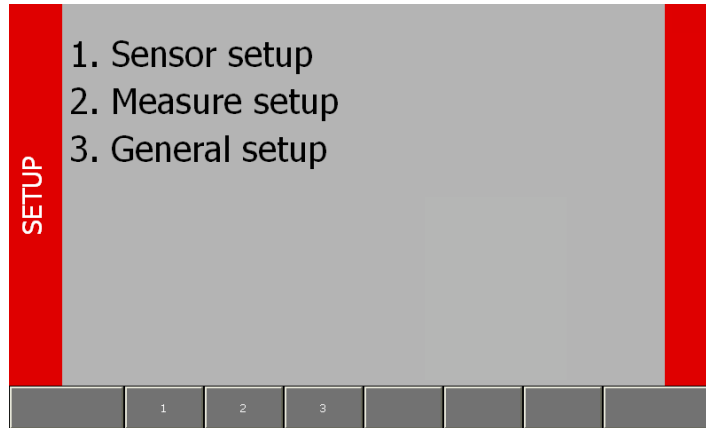 1. Sensor setup
2. Measure setup
3. General setup
SETUP
1
2
3